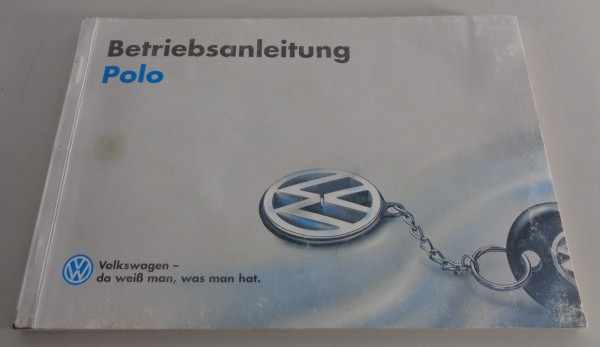 Betriebsanleitung
Polo
Volkswagen –
da weiß man, was man hat.